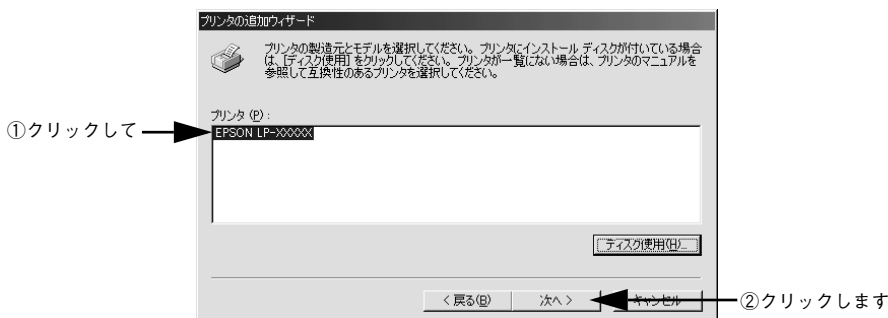 プリンタの追加ウィザード
プリンタの製造元とモデルを選択してください。プリンタにインストール ディスクが付いている場合
は、[ディスク使用] をクリックしてください。プリンタが一覧にない場合は、プリンタのマニュアルを
参照して互換性のあるプリンタを選択してください。
プリンタ (P) :
①クリックして
EPSON LP-XXXXX
ディスク使用(H)...
< 戻る(B)
次へ >
キャンセル
②クリックします